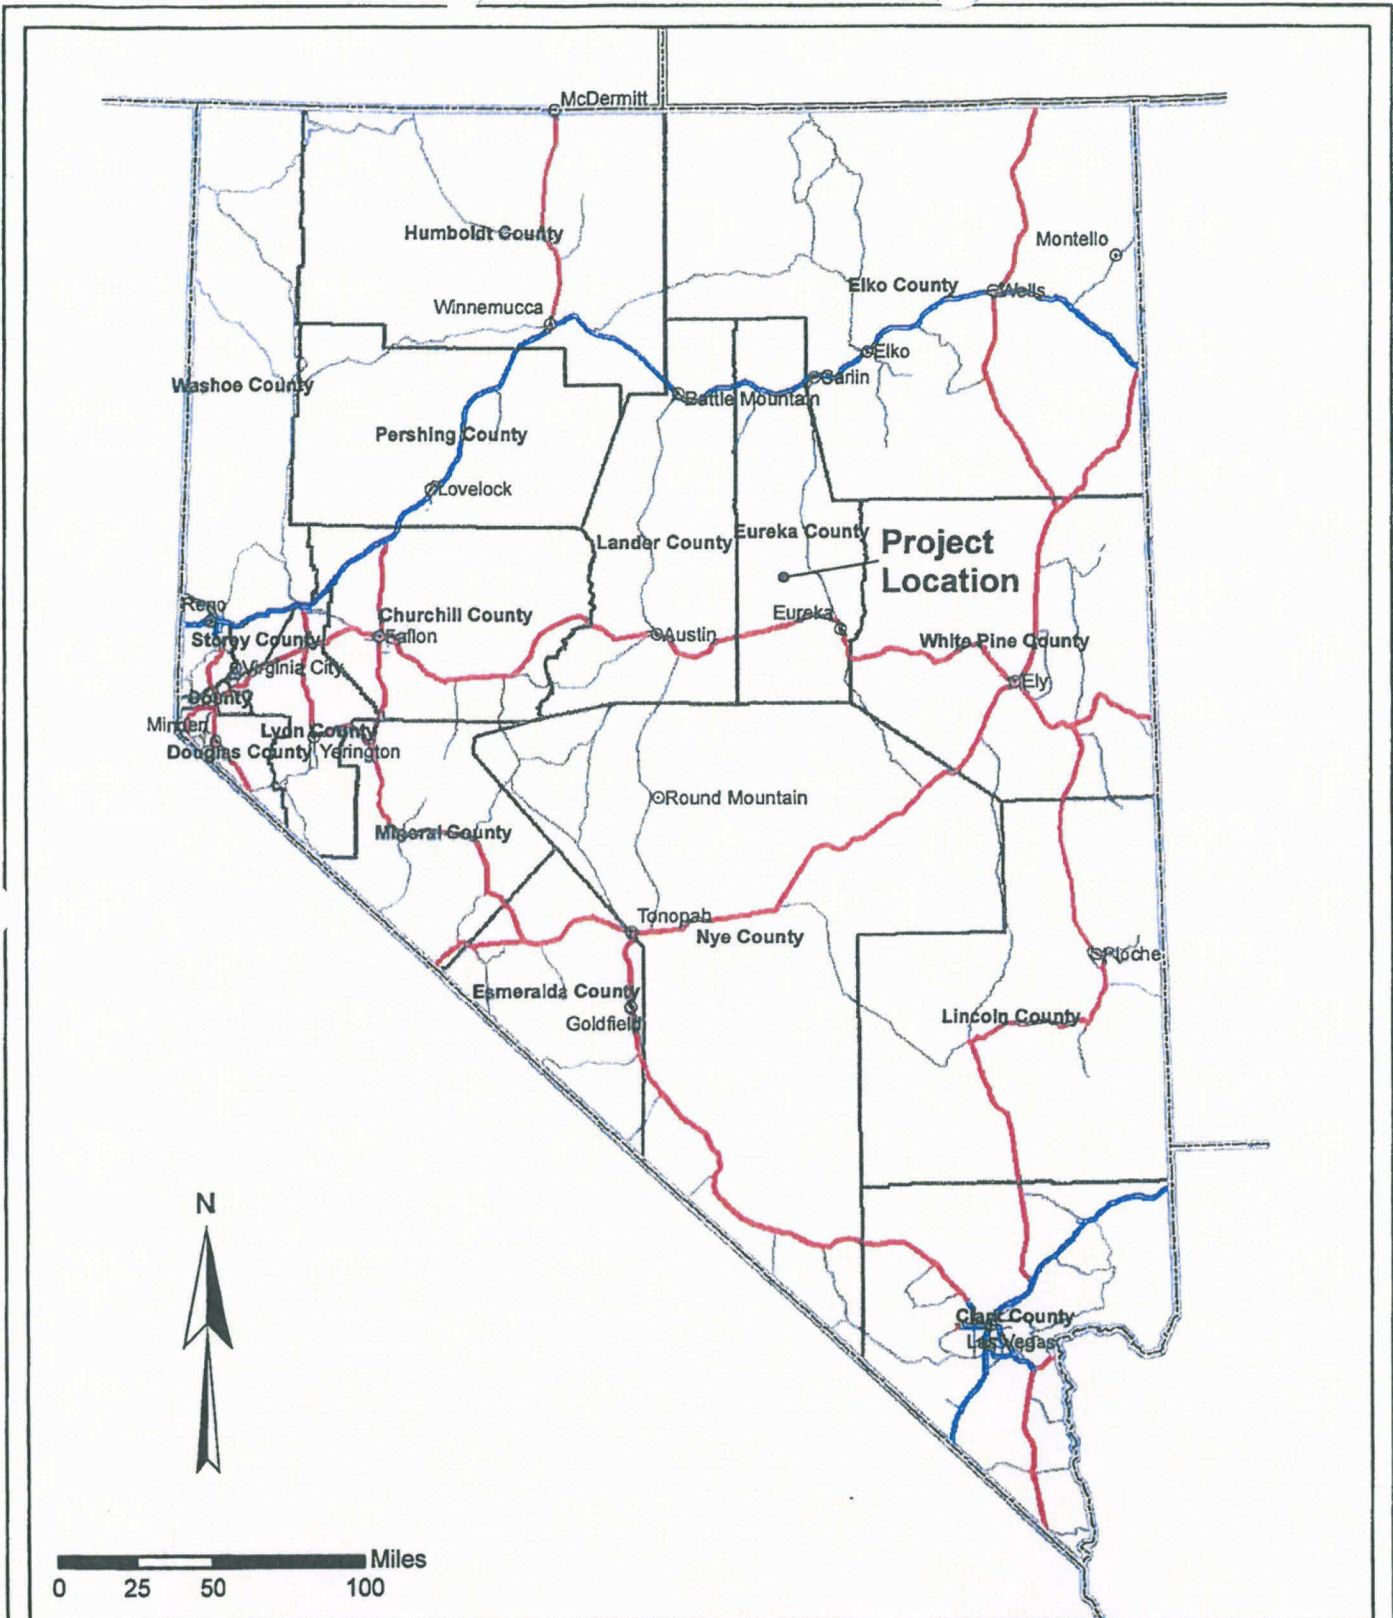 McDermitt
Humboldt County
Montello
Elko County
Wells
Winnemucca
Elko
Carlin
Washoe County
Battle Mountain
Pershing County
Lovelock
Lander County
Eureka County
Project
Location
Reno
Churchill County
Eureka
Storey County
Fallon
Austin
White Pine County
Virginia City
Ely
County
Minden
Lyon County
Douglas County
Yerington
Round Mountain
Mineral County
Tonopah
Nye County
Pioche
Esmeralda County
Goldfield
Lincoln County
N
Clark County
Las Vegas
Miles
0 25 50 100